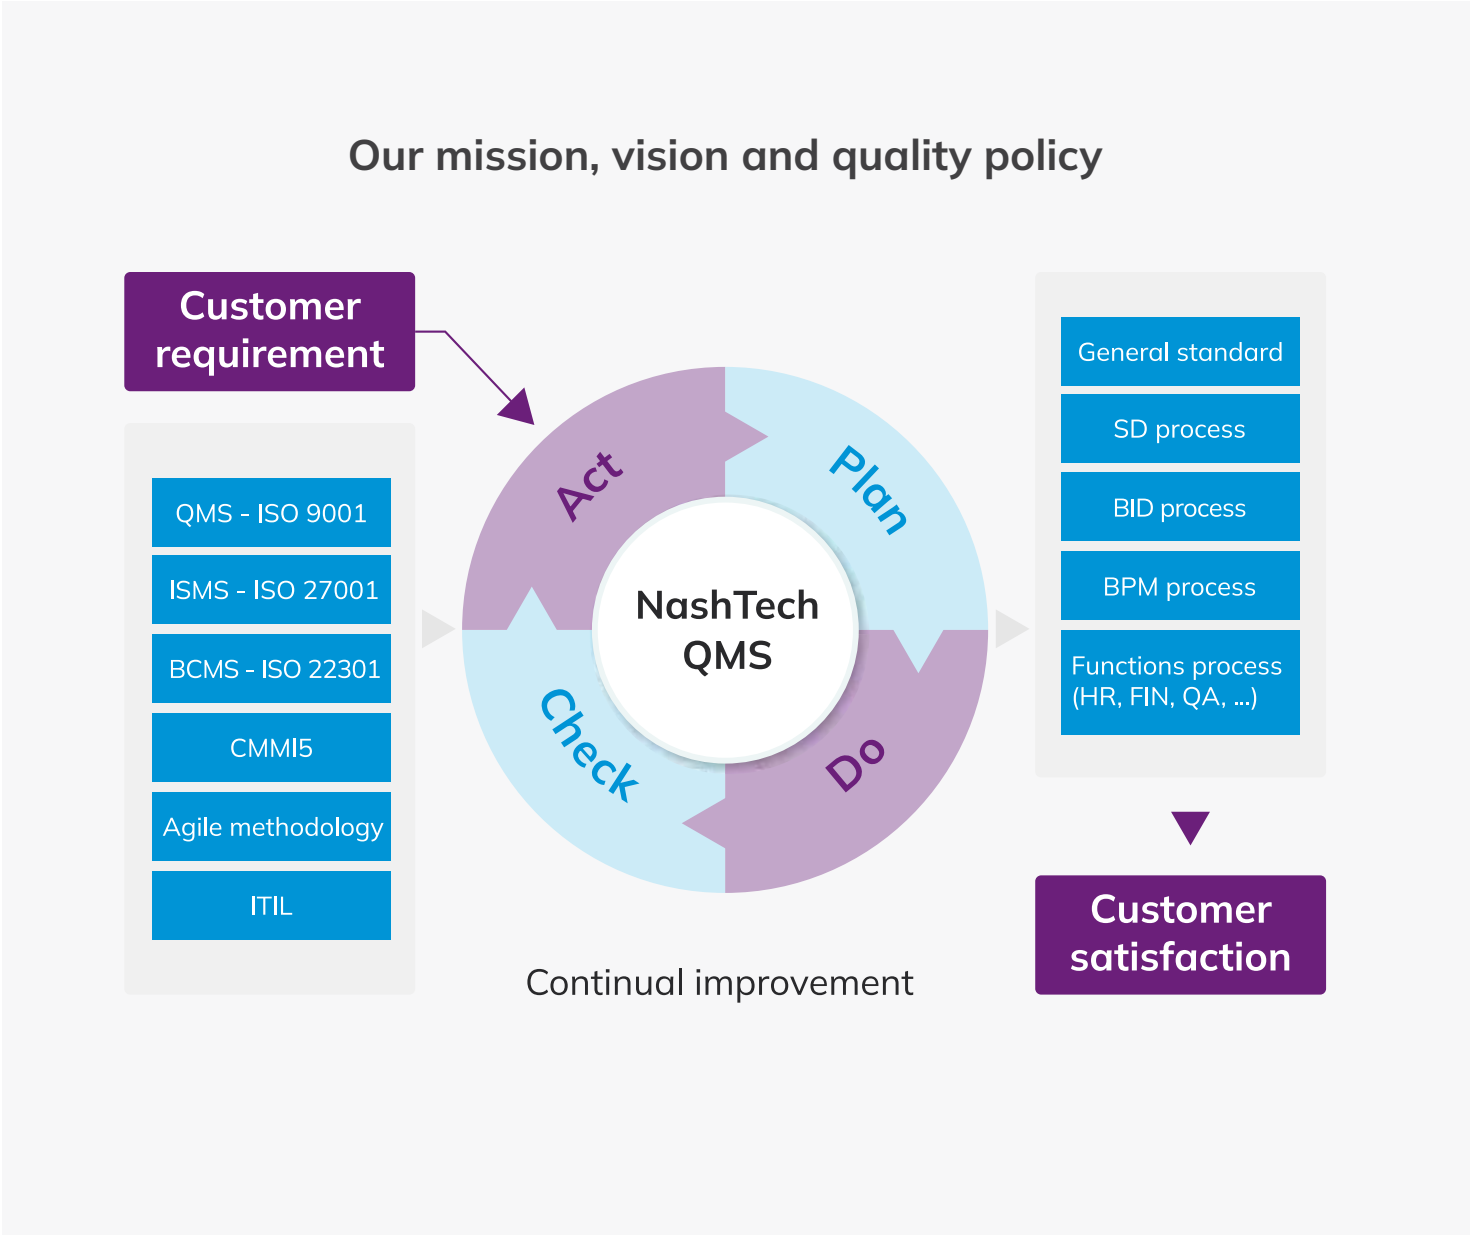 Our mission, vision and quality policy
Customer
requirement
QMS - ISO 9001
ISMS - ISO 27001
BCMS - ISO 22301
CMMI5
Agile methodology
ITIL
Act
Plan
Check
Do
NashTech
QMS
Continual improvement
General standard
SD process
BID process
BPM process
Functions process
(HR, FIN, QA, ...)
Customer
satisfaction